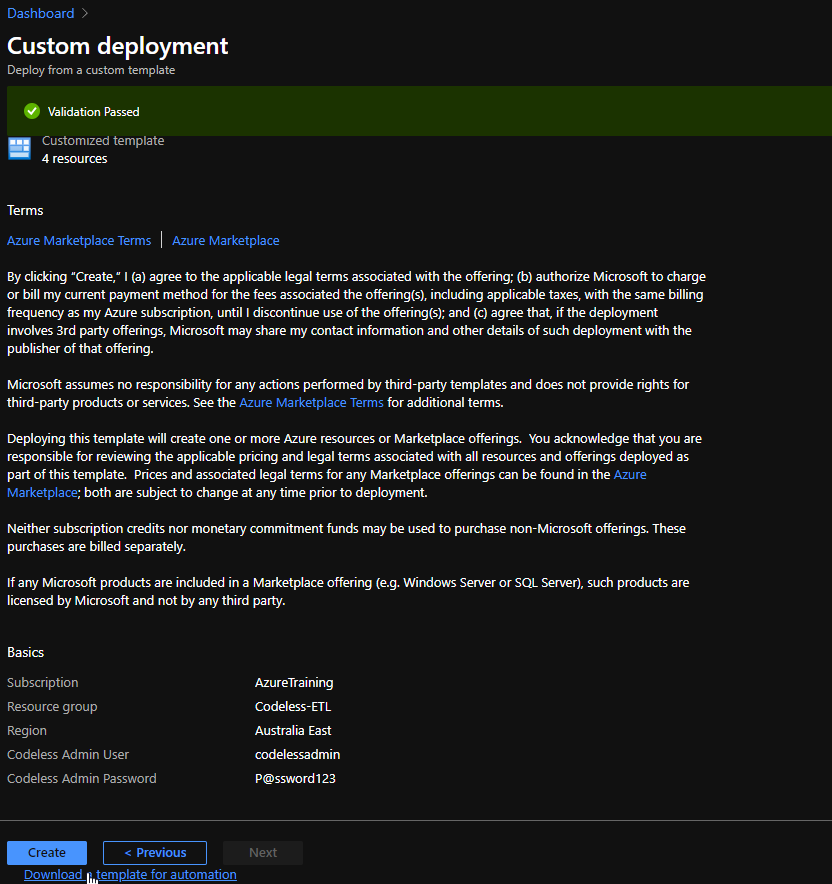 Dashboard >
Custom deployment
Deploy from a custom template
Validation Passed
Customized template
4 resources
Terms
Azure Marketplace Terms | Azure Marketplace
By clicking “Create,” I (a) agree to the applicable legal terms associated with the offering; (b) authorize Microsoft to charge
or bill my current payment method for the fees associated the offering(s), including applicable taxes, with the same billing
frequency as my Azure subscription, until I discontinue use of the offering(s); and (c) agree that, if the deployment
involves 3rd party offerings, Microsoft may share my contact information and other details of such deployment with the
publisher of that offering.
Microsoft assumes no responsibility for any actions performed by third-party templates and does not provide rights for
third-party products or services. See the Azure Marketplace Terms for additional terms.
Deploying this template will create one or more Azure resources or Marketplace offerings.  You acknowledge that you are
responsible for reviewing the applicable pricing and legal terms associated with all resources and offerings deployed as
part of this template.  Prices and associated legal terms for any Marketplace offerings can be found in the Azure
Marketplace; both are subject to change at any time prior to deployment.
Neither subscription credits nor monetary commitment funds may be used to purchase non-Microsoft offerings. These
purchases are billed separately.
If any Microsoft products are included in a Marketplace offering (e.g. Windows Server or SQL Server), such products are
licensed by Microsoft and not by any third party.
Basics
Subscription AzureTraining
Resource group Codeless-ETL
Region Australia East
Codeless Admin User codelessadmin
Codeless Admin Password P@ssword123
Create < Previous Next
Download a template for automation